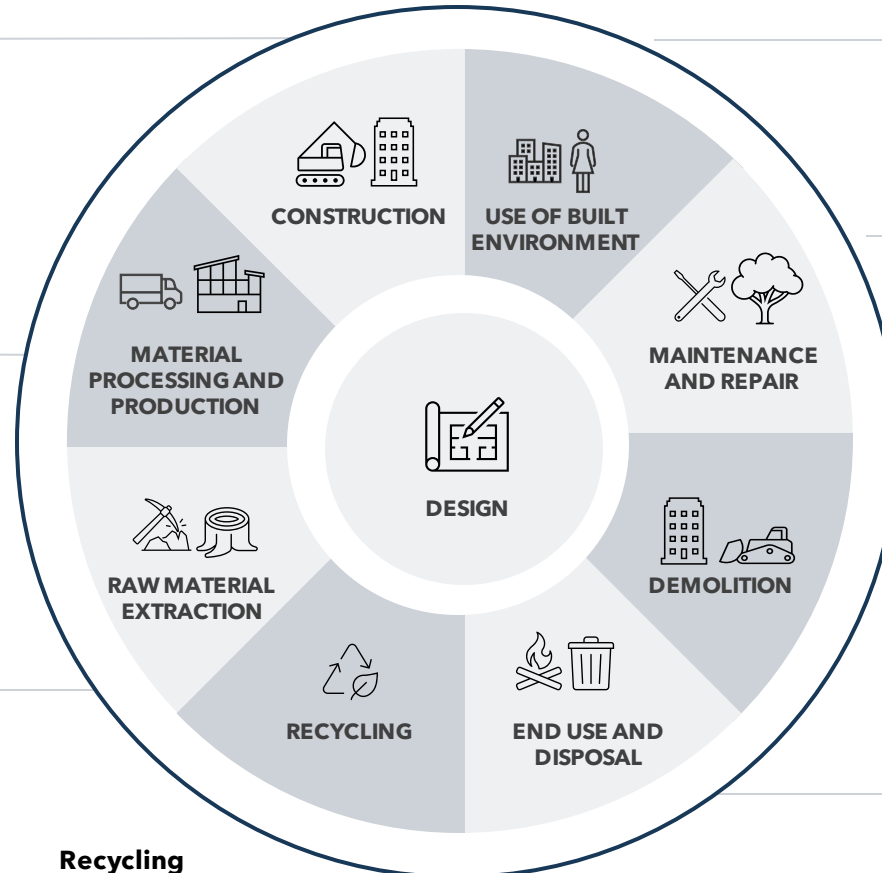 CONSTRUCTION
USE OF BUILT
ENVIRONMENT
MATERIAL
PROCESSING AND
PRODUCTION
MAINTENANCE
AND REPAIR
DESIGN
RAW MATERIAL
EXTRACTION
DEMOLITION
RECYCLING
END USE AND
DISPOSAL
Recycling